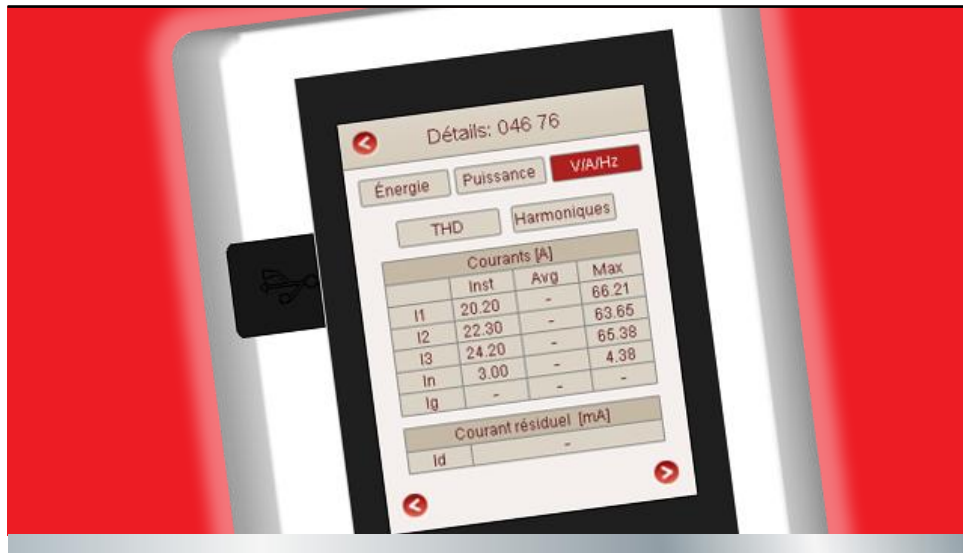 Détails: 046 76
Énergie Puissance V/A/Hz
THD Harmoniques
Courants [A]
Inst Avg Max
I1 20.20 - 66.21
I2 22.30 - 63.65
I3 24.20 - 65.38
In 3.00 - 4.38
Ig - - -
Courant résiduel [mA]
Id -